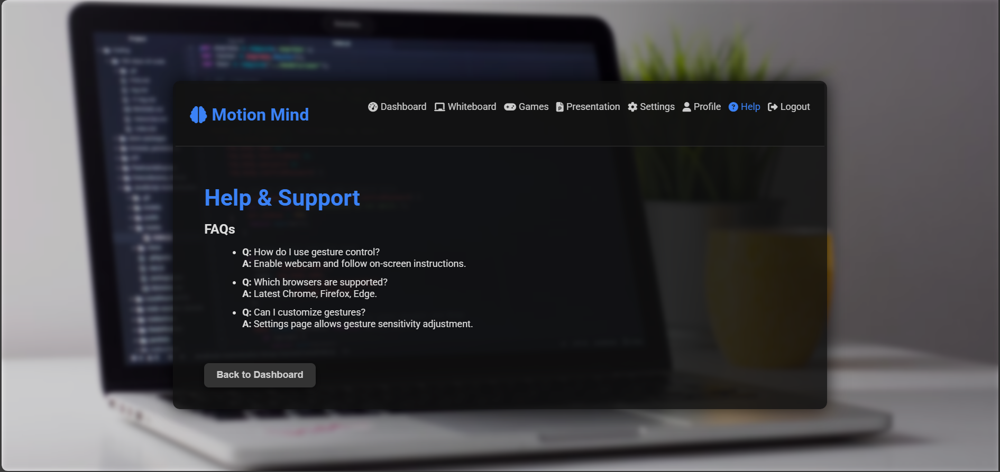 Motion Mind
Dashboard Whiteboard Games Presentation Settings Profile Help Logout
Help & Support
FAQs
Q: How do I use gesture control?
A: Enable webcam and follow on-screen instructions.
Q: Which browsers are supported?
A: Latest Chrome, Firefox, Edge.
Q: Can I customize gestures?
A: Settings page allows gesture sensitivity adjustment.
Back to Dashboard